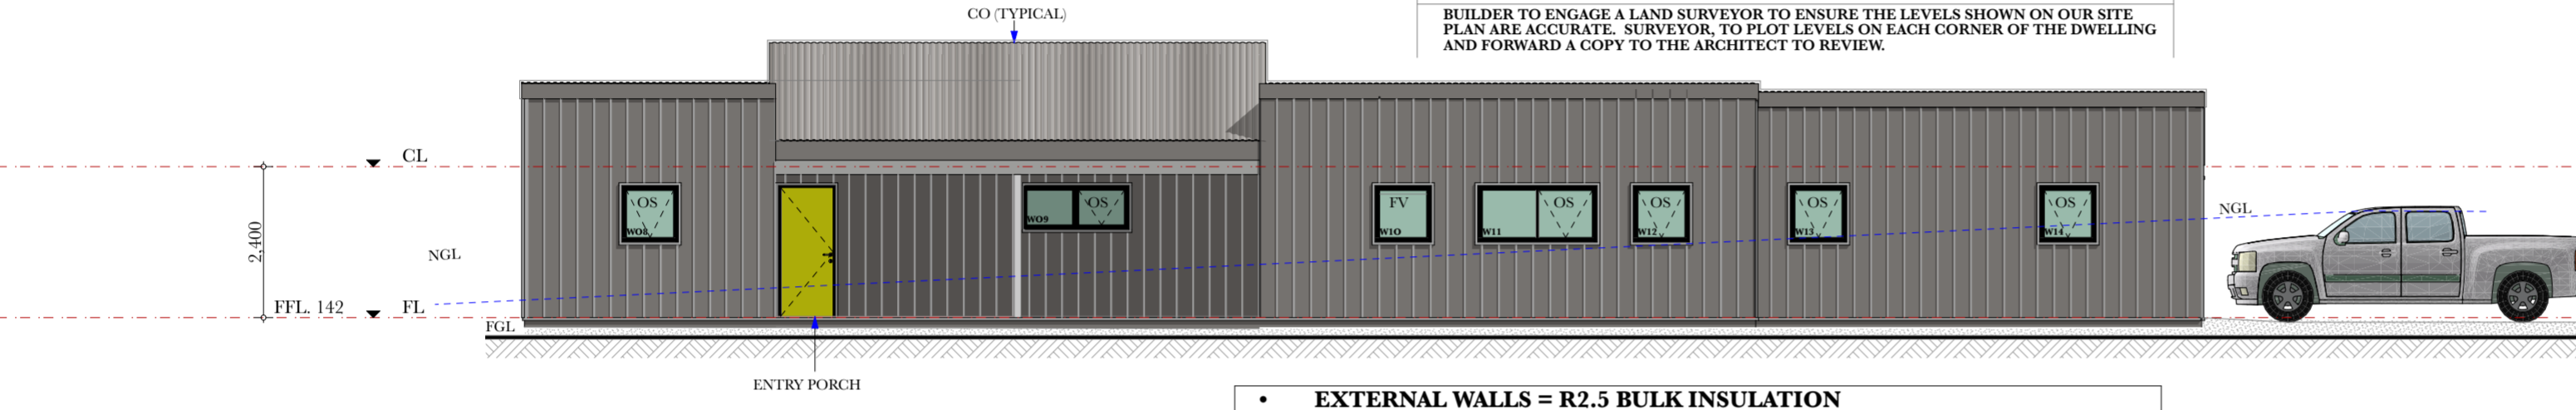 CO (TYPICAL)
BUILDER TO ENGAGE A LAND SURVEYOR TO ENSURE THE LEVELS SHOWN ON OUR SITE
PLAN ARE ACCURATE. SURVEYOR, TO PLOT LEVELS ON EACH CORNER OF THE DWELLING
AND FORWARD A COPY TO THE ARCHITECT TO REVIEW.
CL
2,400
NGL
FFL. 142
FL
FGL
OS
WO8
OS
WO9
FV
W1O
OS
W11
OS
W12
OS
W13
OS
W14
NGL
ENTRY PORCH
• EXTERNAL WALLS = R2.5 BULK INSULATION